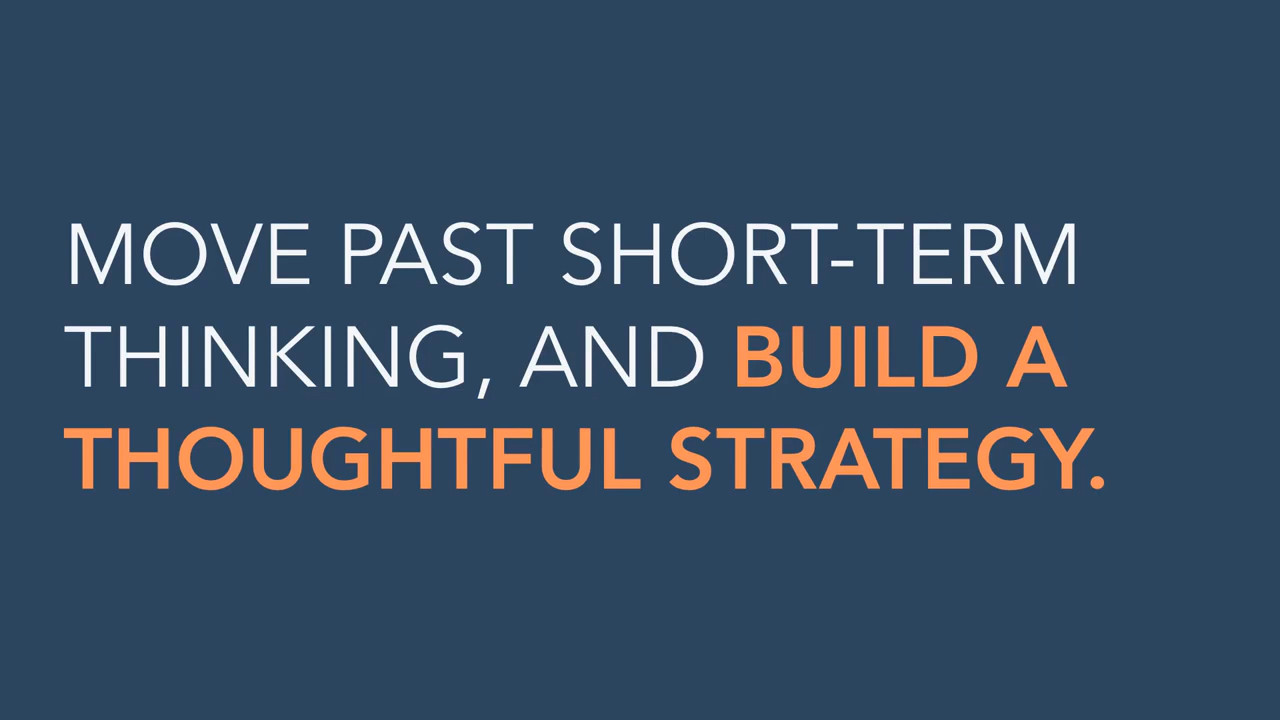 MOVE PAST SHORT-TERM
THINKING, AND BUILD A
THOUGHTFUL STRATEGY.